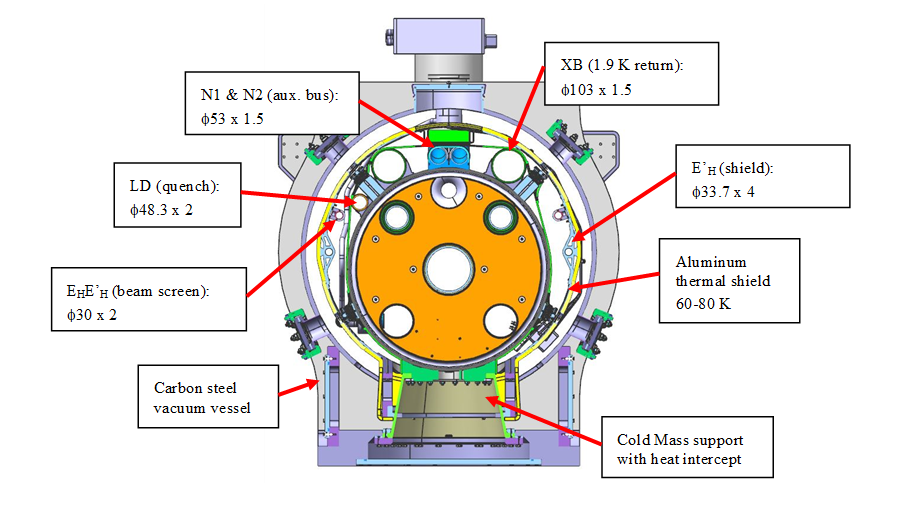 XB (1.9 K return):
ϕ103 x 1.5
N1 & N2 (aux. bus):
ϕ53 x 1.5
E’H (shield):
ϕ33.7 x 4
LD (quench):
ϕ48.3 x 2
Aluminum
thermal shield
60-80 K
EHE’H (beam screen):
ϕ30 x 2
Carbon steel
vacuum vessel
Cold Mass support
with heat intercept